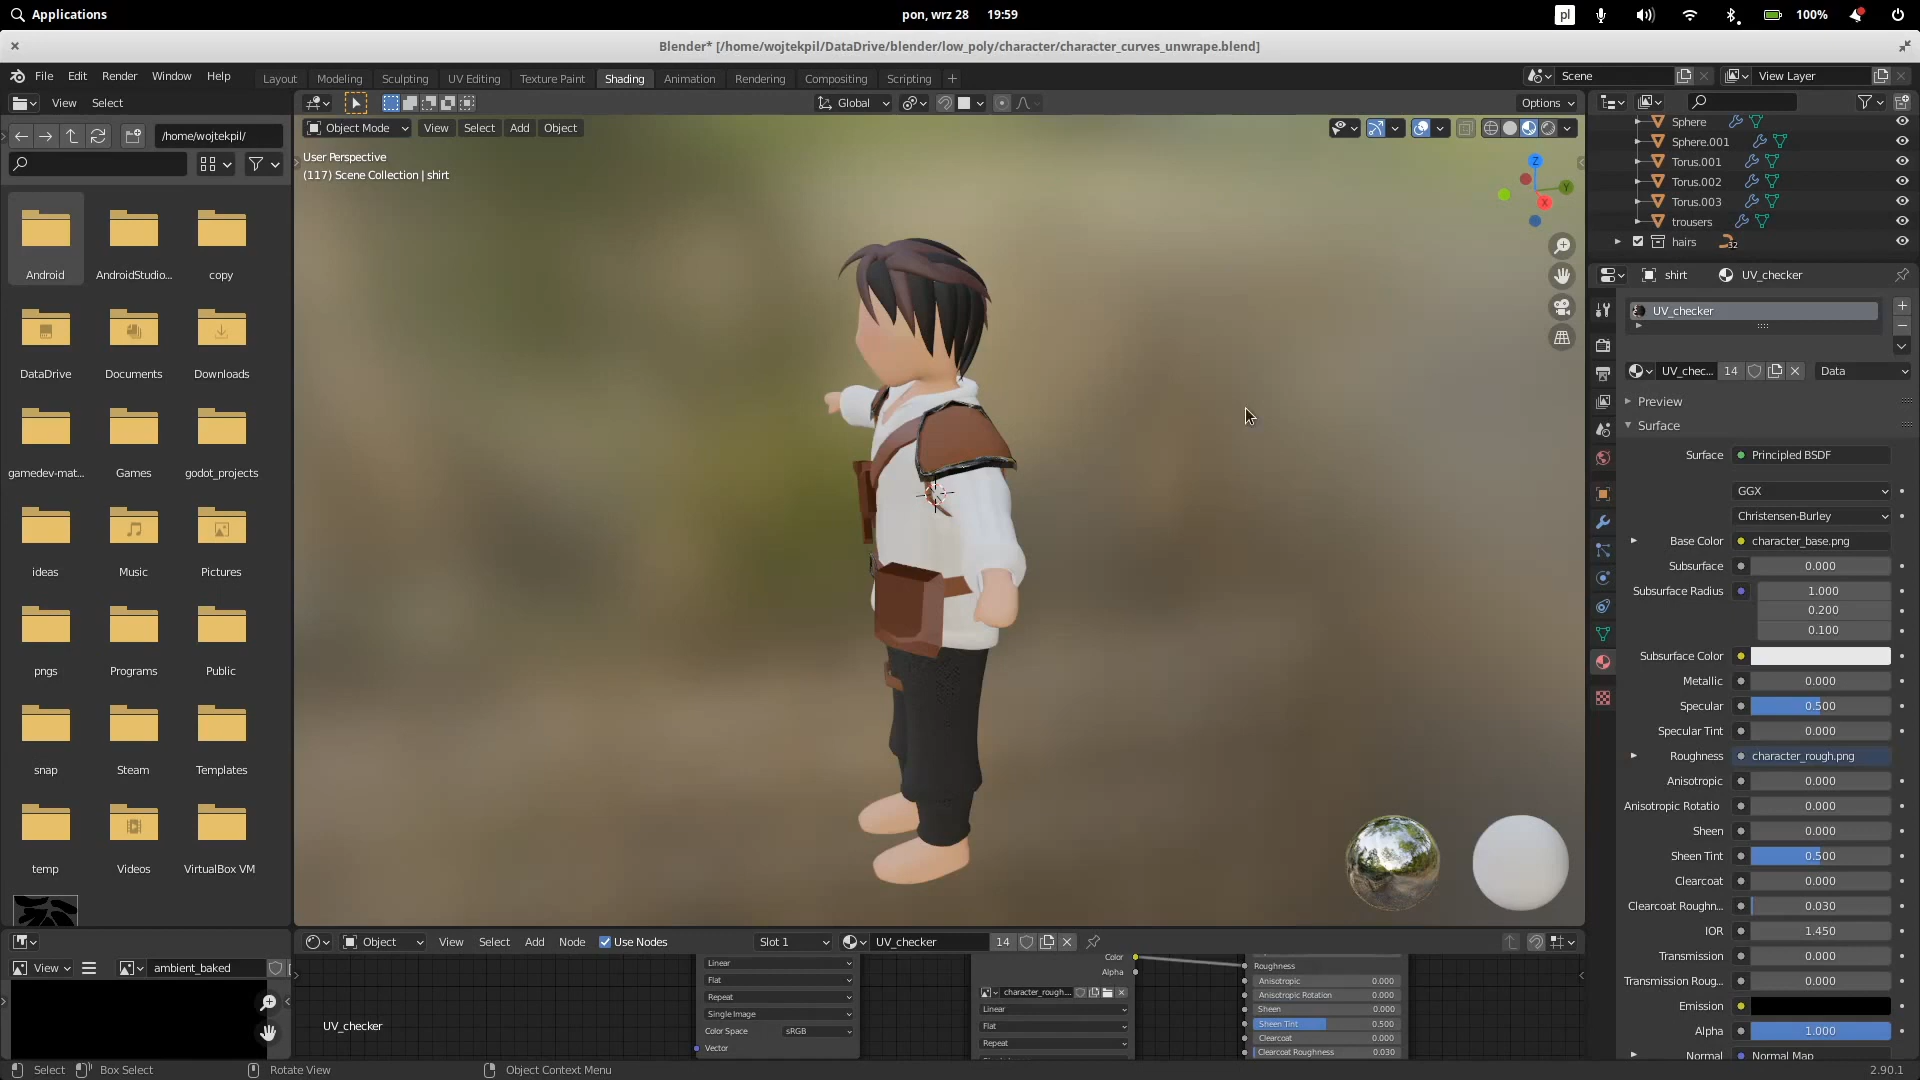 Applications
pon, wrz 28 19:59
pl
100%
Blender* [/home/wojtekpil/DataDrive/blender/low_poly/character/character_curves_unwrape.blend]
File Edit Render Window Help
Layout Modeling Sculpting UV Editing Texture Paint Shading Animation Rendering Compositing Scripting
Scene
View Layer
View Select
Global
Options
/home/wojtekpil/
Object Mode View Select Add Object
User Perspective
(117) Scene Collection | shirt
Z
Y
X
Sphere
Sphere.001
Torus.001
Torus.002
Torus.003
trousers
hairs 32
Android
AndroidStudio...
copy
DataDrive
Documents
Downloads
gamedev-mat...
Games
godot_projects
ideas
Music
Pictures
pngs
Programs
Public
snap
Steam
Templates
temp
Videos
VirtualBox VM
shirt UV_checker
UV_checker
UV_chec... 14 Data
Preview
Surface
Surface Principled BSDF
GGX
Christensen-Burley
Base Color character_base.png
Subsurface 0.000
Subsurface Radius 1.000
0.200
0.100
Subsurface Color
Metallic 0.000
Specular 0.500
Specular Tint 0.000
Roughness character_rough.png
Anisotropic 0.000
Anisotropic Rotatio 0.000
Sheen 0.000
Sheen Tint 0.500
Clearcoat 0.000
Clearcoat Roughn... 0.030
IOR 1.450
Transmission 0.000
Transmission Roug... 0.000
Emission
Alpha 1.000
Normal Normal Map
View ambient_baked
Object View Select Add Node Use Nodes Slot 1 UV_checker 14
Linear
Flat
Repeat
Single Image
Color Space sRGB
Vector
UV_checker
Color
Alpha
character_rough...
Linear
Flat
Repeat
Roughness
Anisotropic 0.000
Anisotropic Rotation 0.000
Sheen 0.000
Sheen Tint 0.500
Clearcoat 0.000
Clearcoat Roughness 0.030
Select Box Select Rotate View Object Context Menu 2.90.1